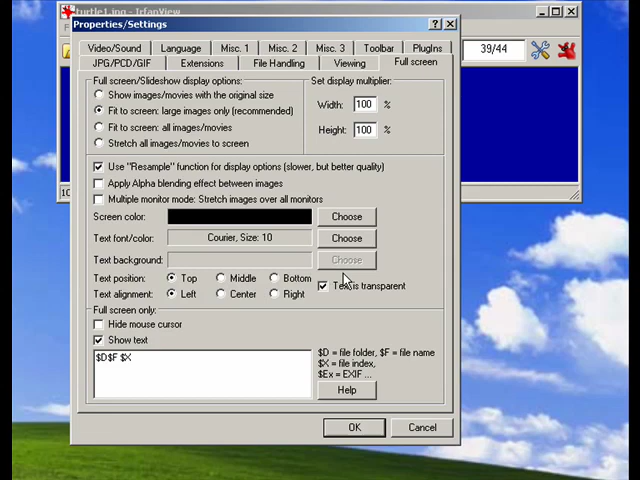 turtle1.jpg - IrfanView
Properties/Settings
Video/Sound Language Misc. 1 Misc. 2 Misc. 3 Toolbar PlugIns
JPG/PCD/GIF Extensions File Handling Viewing Full screen
39/44
Full screen/Slideshow display options:
Show images/movies with the original size
Fit to screen: large images only (recommended)
Fit to screen: all images/movies
Stretch all images/movies to screen
Set display multiplier:
Width: 100 %
Height: 100 %
Use "Resample" function for display options (slower, but better quality)
Apply Alpha blending effect between images
Multiple monitor mode: Stretch images over all monitors
Screen color: Choose
Text font/color: Courier, Size: 10 Choose
Text background: Choose
Text position: Top Middle Bottom
Text is transparent
Text alignment: Left Center Right
Full screen only:
Hide mouse cursor
Show text
$D$F $X
$D = file folder, $F = file name
$X = file index,
$Ex = EXIF ...
Help
OK Cancel